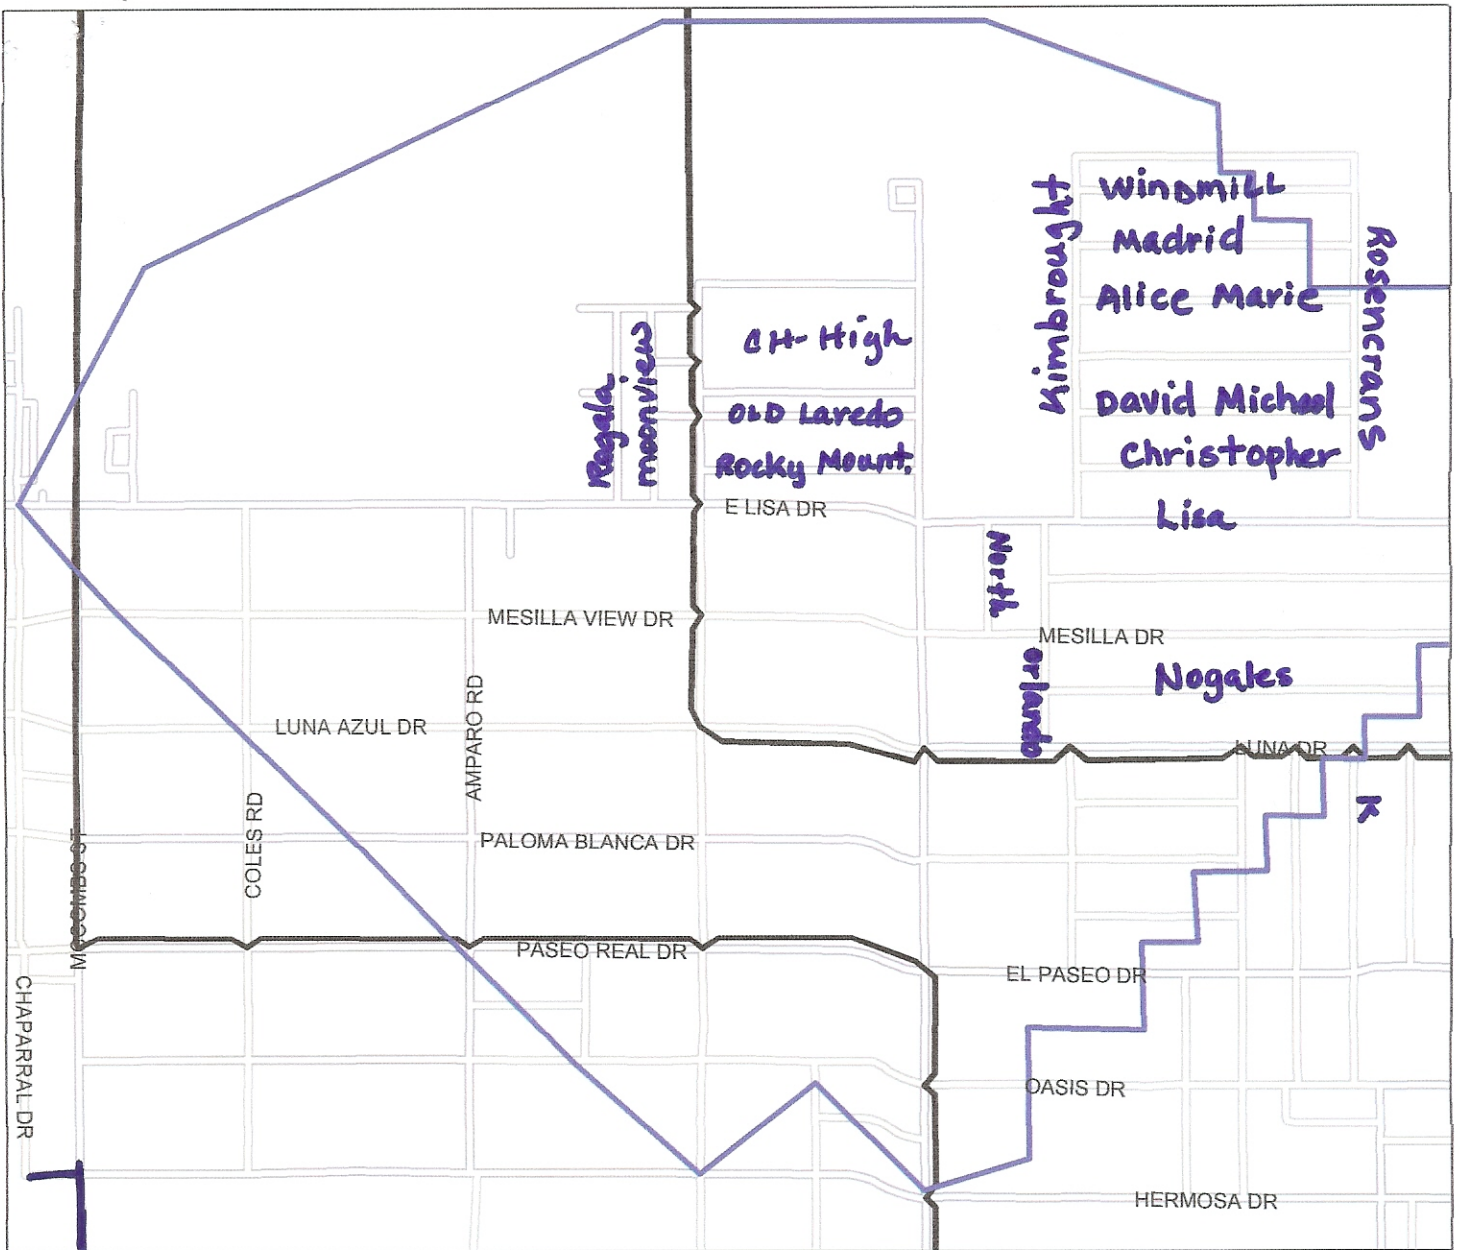 WINDMILL
Kimbrought
Madrid
Rosencrans
Alice Marie
CH-High
Regala
moonview
David Micheal
OLD Laredo
Christopher
Rocky Mount.
E LISA DR
Lisa
North
MESILLA VIEW DR
MESILLA DR
orlando
Nogales
AMPARO RD
LUNA AZUL DR
LUNA DR
K
COLES RD
PALOMA BLANCA DR
MCCOMBS ST
PASEO REAL DR
EL PASEO DR
CHAPARRAL DR
OASIS DR
HERMOSA DR